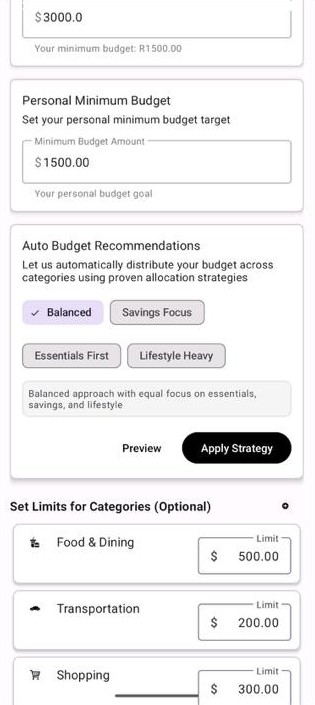 $3000.0
Your minimum budget: R1500.00
Personal Minimum Budget
Set your personal minimum budget target
Minimum Budget Amount
$1500.00
Your personal budget goal
Auto Budget Recommendations
Let us automatically distribute your budget across
categories using proven allocation strategies
✓ Balanced
Savings Focus
Essentials First
Lifestyle Heavy
Balanced approach with equal focus on essentials,
savings, and lifestyle
Preview
Apply Strategy
Set Limits for Categories (Optional)
Food & Dining
Limit
$ 500.00
Transportation
Limit
$ 200.00
Shopping
Limit
$ 300.00